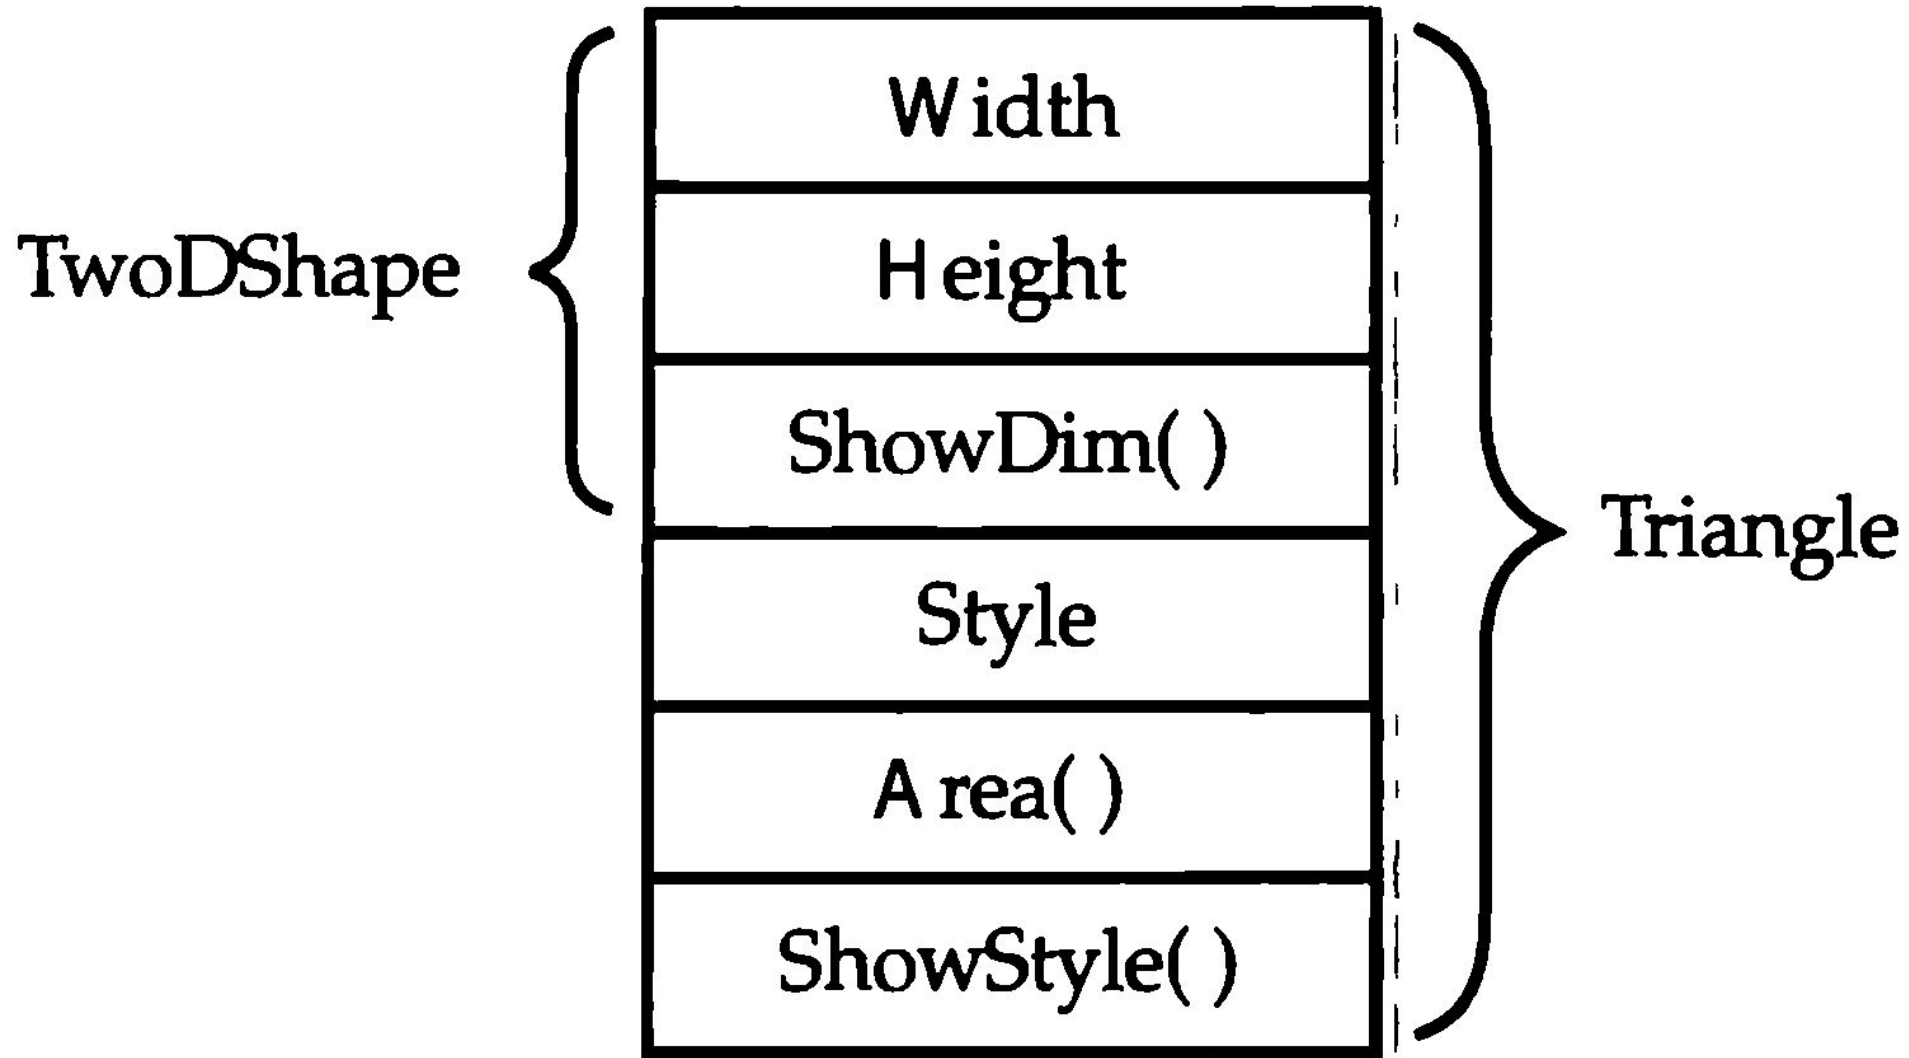 Width
TwoDShape
Height
ShowDim( )
Triangle
Style
Area( )
ShowStyle( )